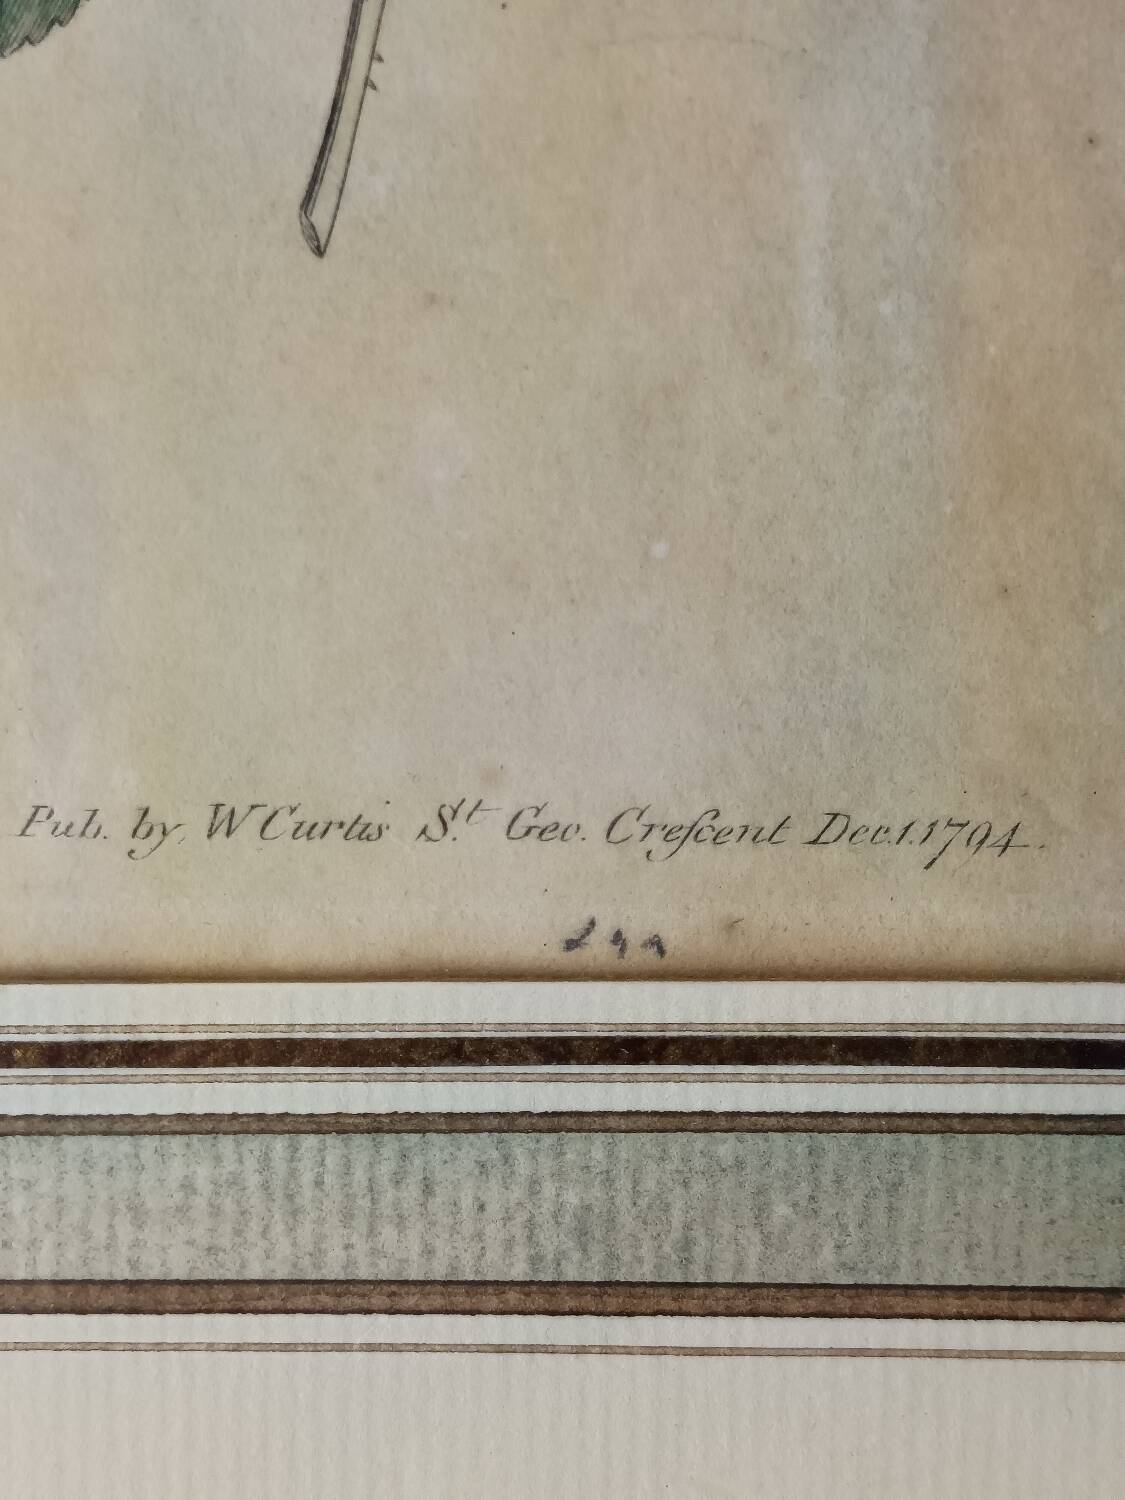 Pub. by W Curtis S.t Geo. Creſcent Dec.1.1794.